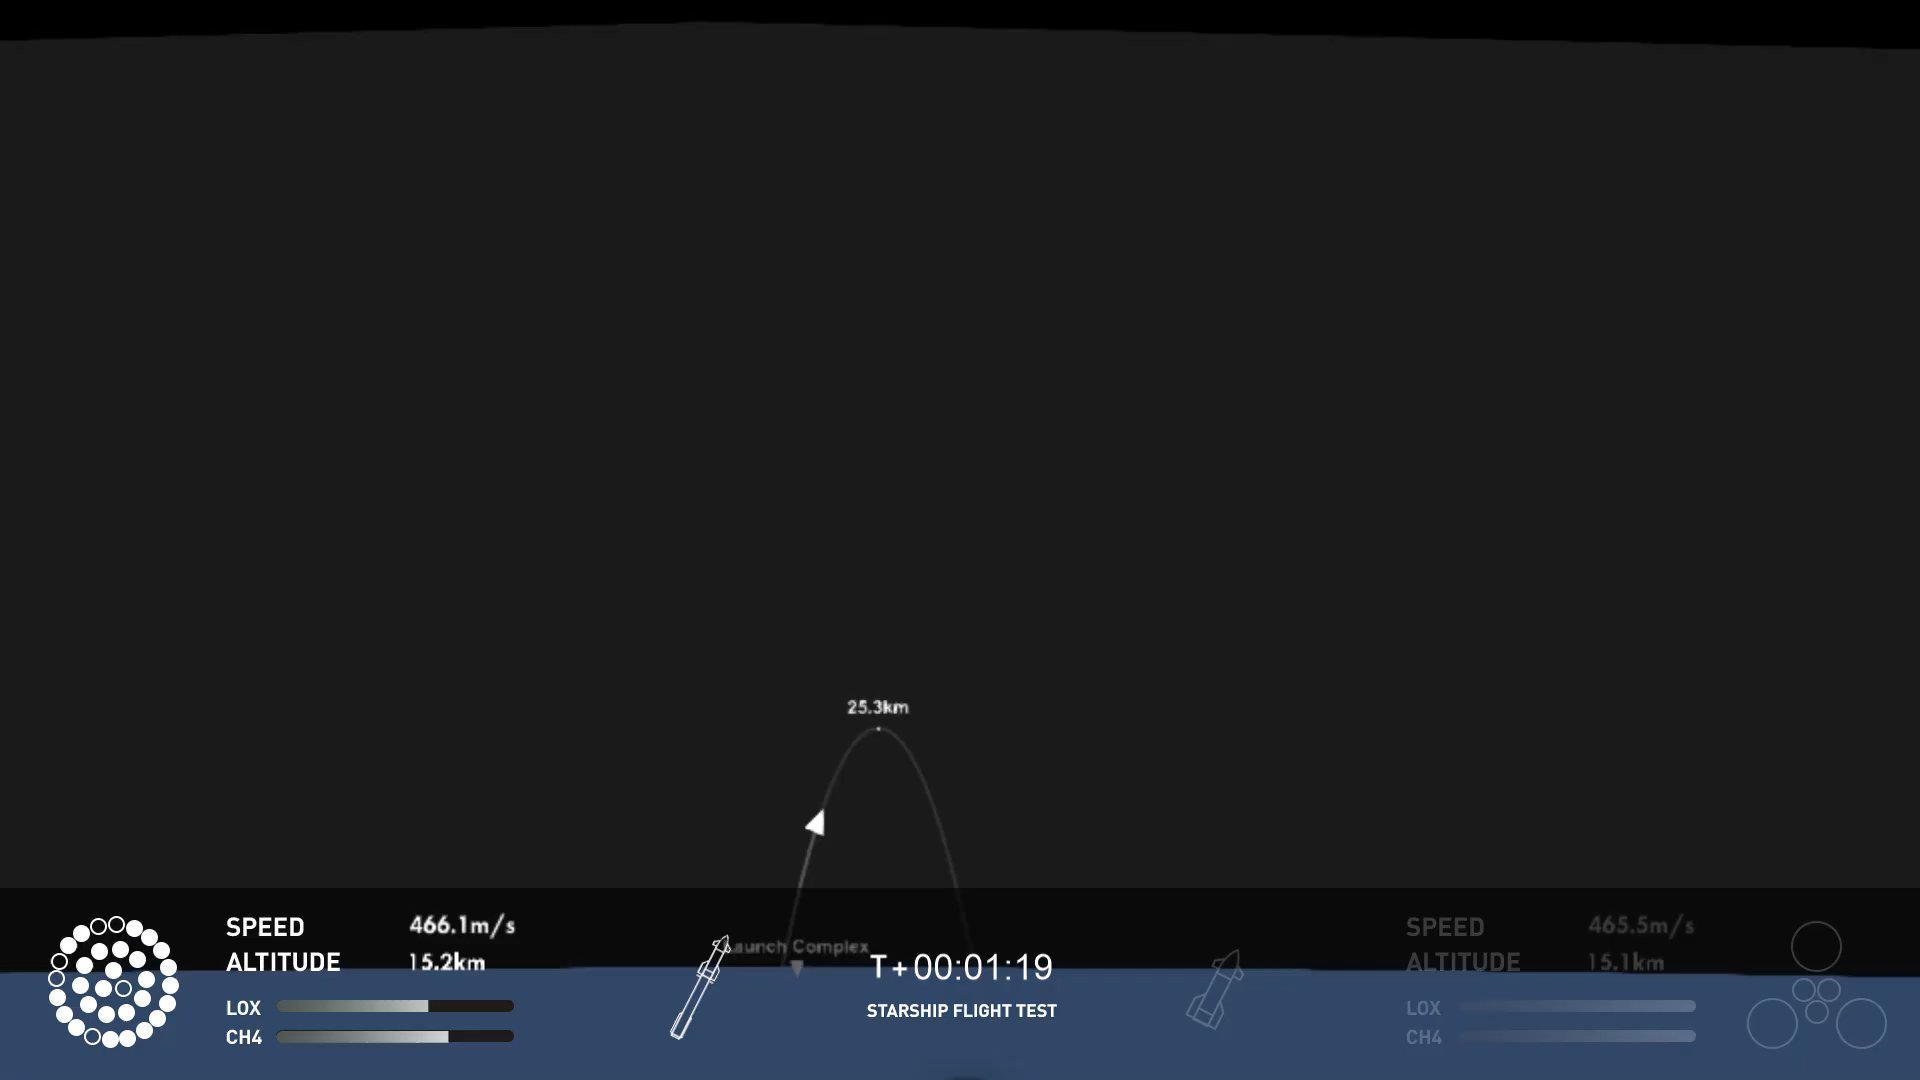 25.3km
SPEED 466.1m/s
ALTITUDE 15.2km
LOX
CH4
Launch Complex
T+00:01:19
STARSHIP FLIGHT TEST
SPEED 465.5m/s
ALTITUDE 15.1km
LOX
CH4